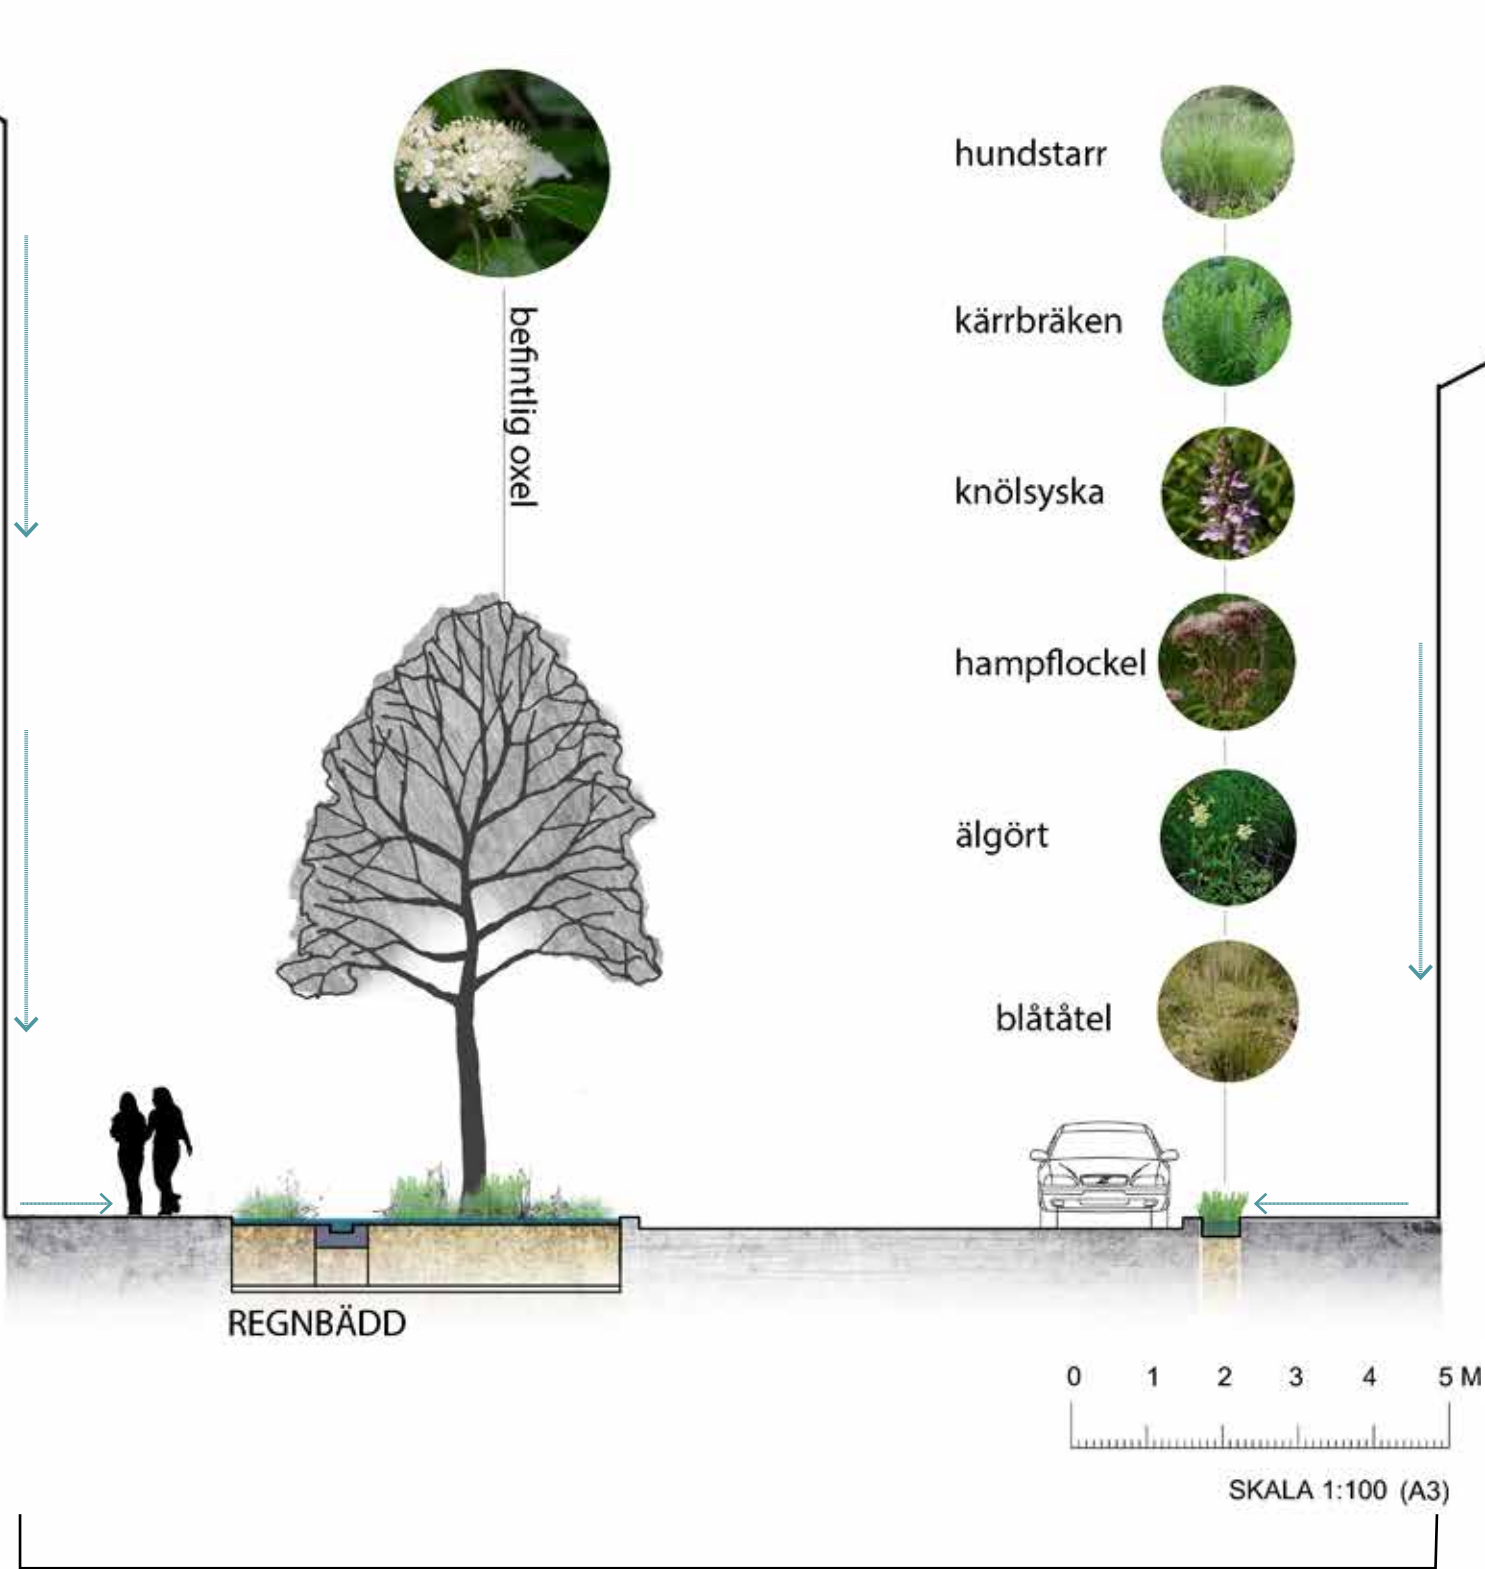 befintlig oxel
hundstarr
kärrbräken
knölsyska
hampflockel
älgört
blåtåtel
REGNBÄDD
0 1 2 3 4 5 M
SKALA 1:100 (A3)